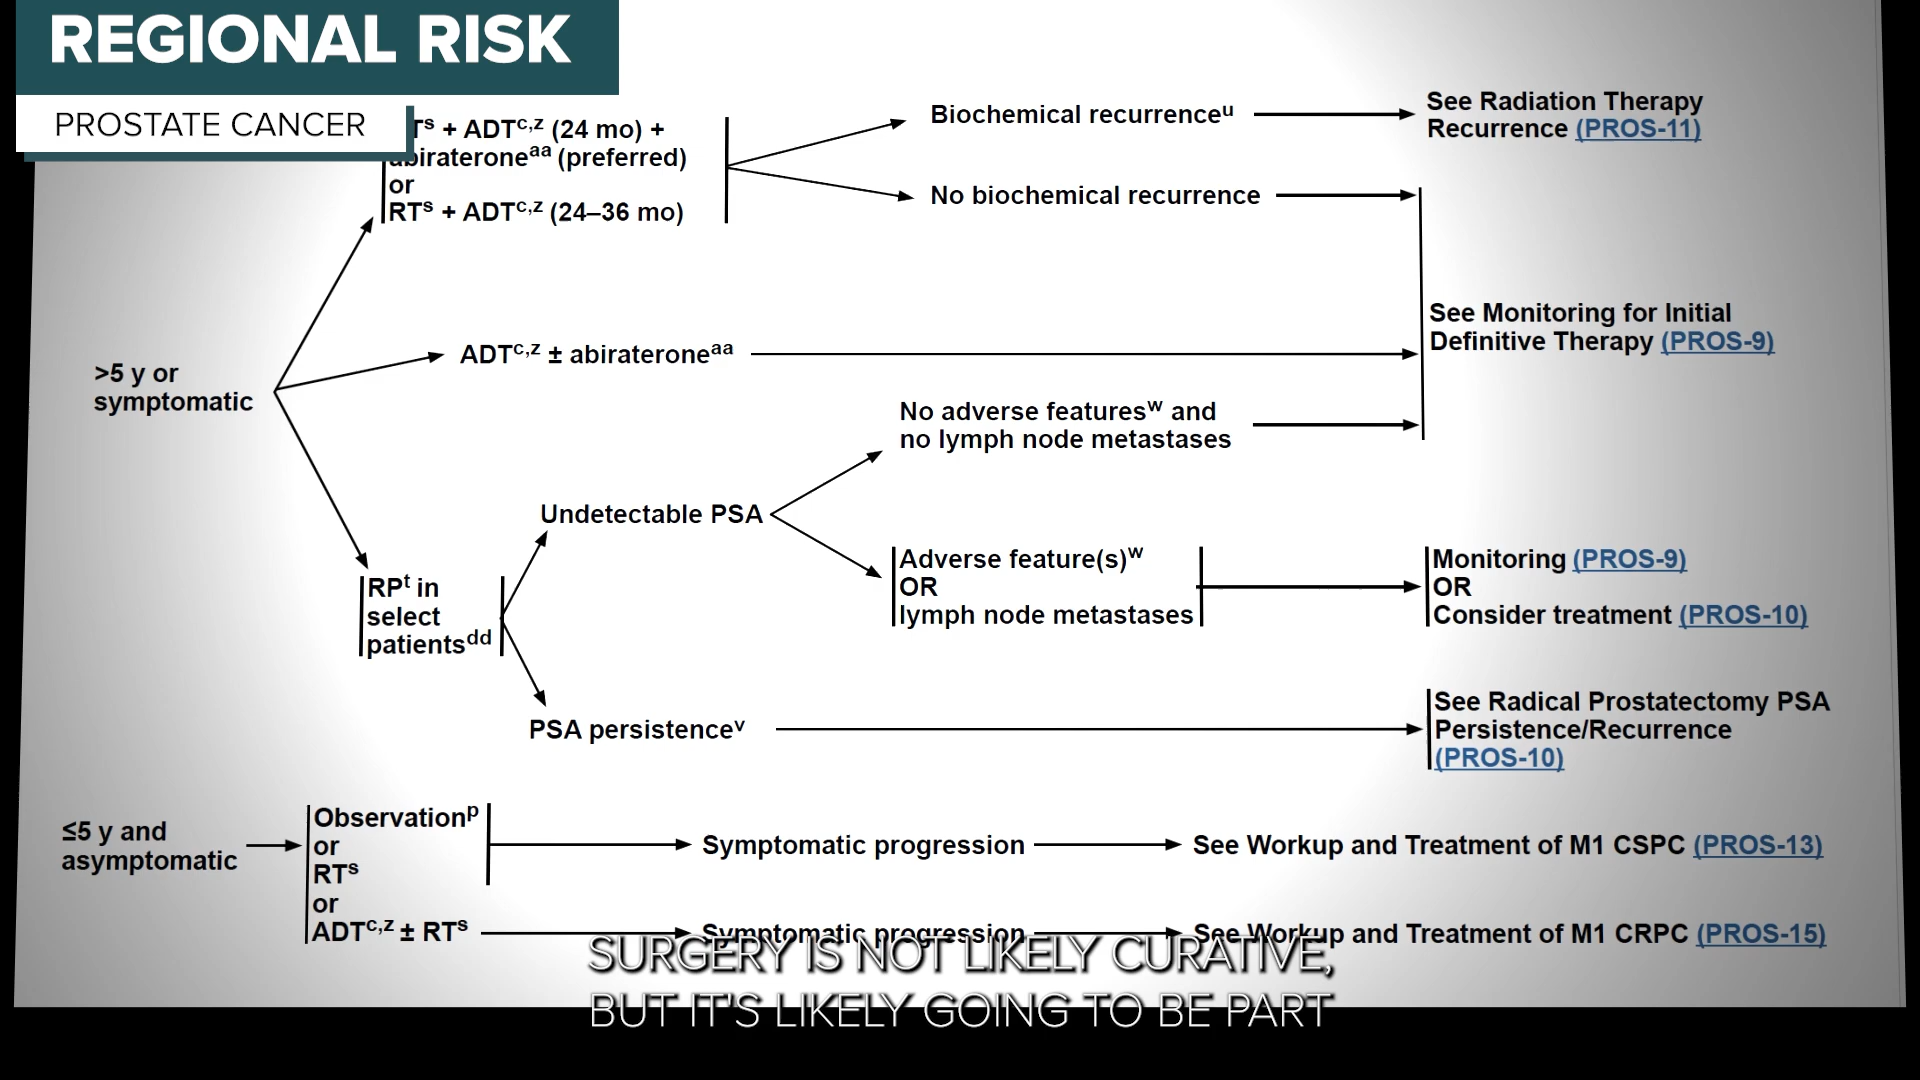 REGIONAL RISK
PROSTATE CANCER
Tˢ + ADTᶜ,ᶻ (24 mo) +
abirateroneᵃᵃ (preferred)
or
RTˢ + ADTᶜ,ᶻ (24–36 mo)
Biochemical recurrenceᵘ
See Radiation Therapy
Recurrence (PROS-11)
No biochemical recurrence
>5 y or
symptomatic
ADTᶜ,ᶻ ± abirateroneᵃᵃ
See Monitoring for Initial
Definitive Therapy (PROS-9)
No adverse featuresʷ and
no lymph node metastases
Undetectable PSA
Adverse feature(s)ʷ
OR
lymph node metastases
Monitoring (PROS-9)
OR
Consider treatment (PROS-10)
RPᵗ in
select
patientsᵈᵈ
PSA persistenceᵛ
See Radical Prostatectomy PSA
Persistence/Recurrence
(PROS-10)
≤5 y and
asymptomatic
Observationᵖ
or
RTˢ
or
ADTᶜ,ᶻ ± RTˢ
Symptomatic progression
See Workup and Treatment of M1 CSPC (PROS-13)
Symptomatic progression
See Workup and Treatment of M1 CRPC (PROS-15)
SURGERY IS NOT LIKELY CURATIVE,
BUT IT'S LIKELY GOING TO BE PART